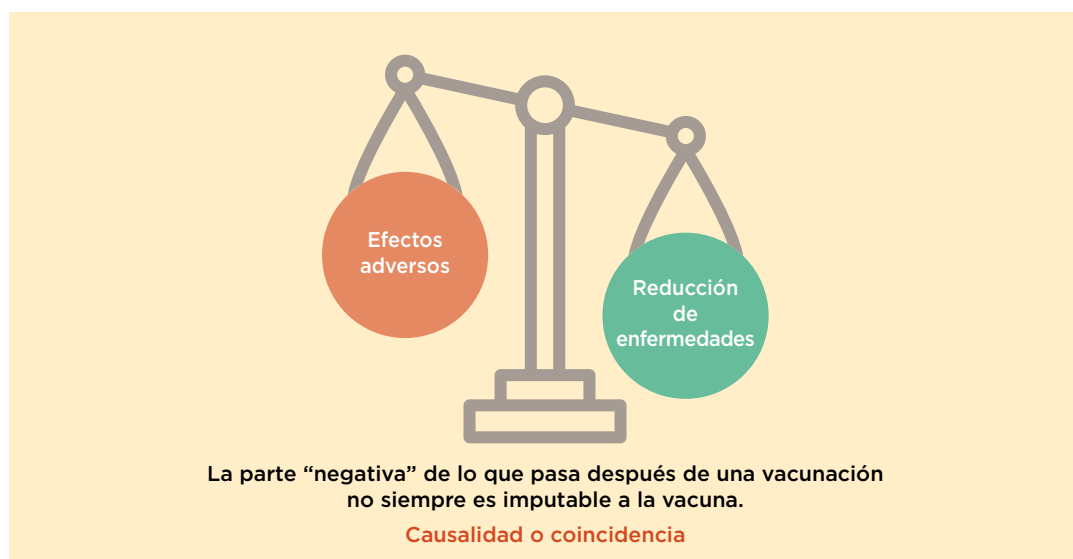 Efectos
adversos
Reducción
de
enfermedades
La parte “negativa” de lo que pasa después de una vacunación
no siempre es imputable a la vacuna.
Causalidad o coincidencia